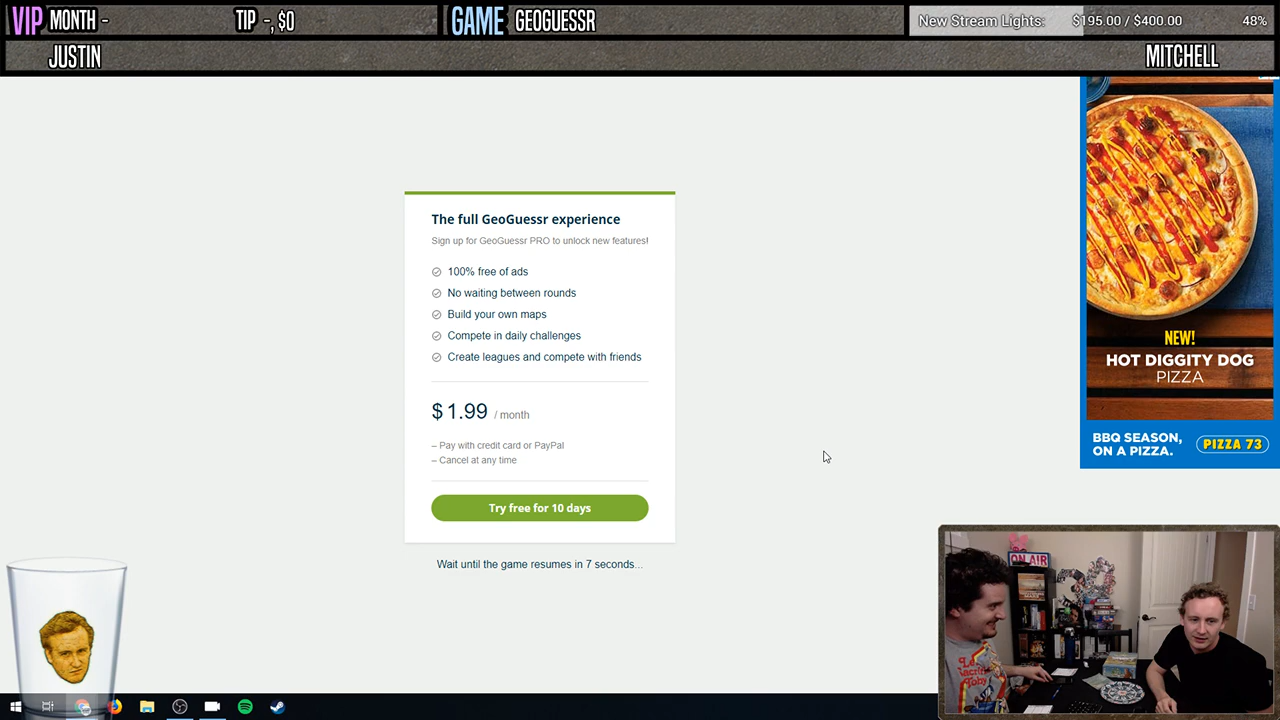 VIP MONTH -
TIP -, $0
GAME GEOGUESSR
New Stream Lights: $195.00 / $400.00 48%
JUSTIN
MITCHELL
The full GeoGuessr experience
Sign up for GeoGuessr PRO to unlock new features!
100% free of ads
No waiting between rounds
Build your own maps
Compete in daily challenges
Create leagues and compete with friends
$ 1.99 / month
– Pay with credit card or PayPal
– Cancel at any time
Try free for 10 days
Wait until the game resumes in 7 seconds...
NEW!
HOT DIGGITY DOG
PIZZA
BBQ SEASON,
ON A PIZZA.
PIZZA 73
ON AIR